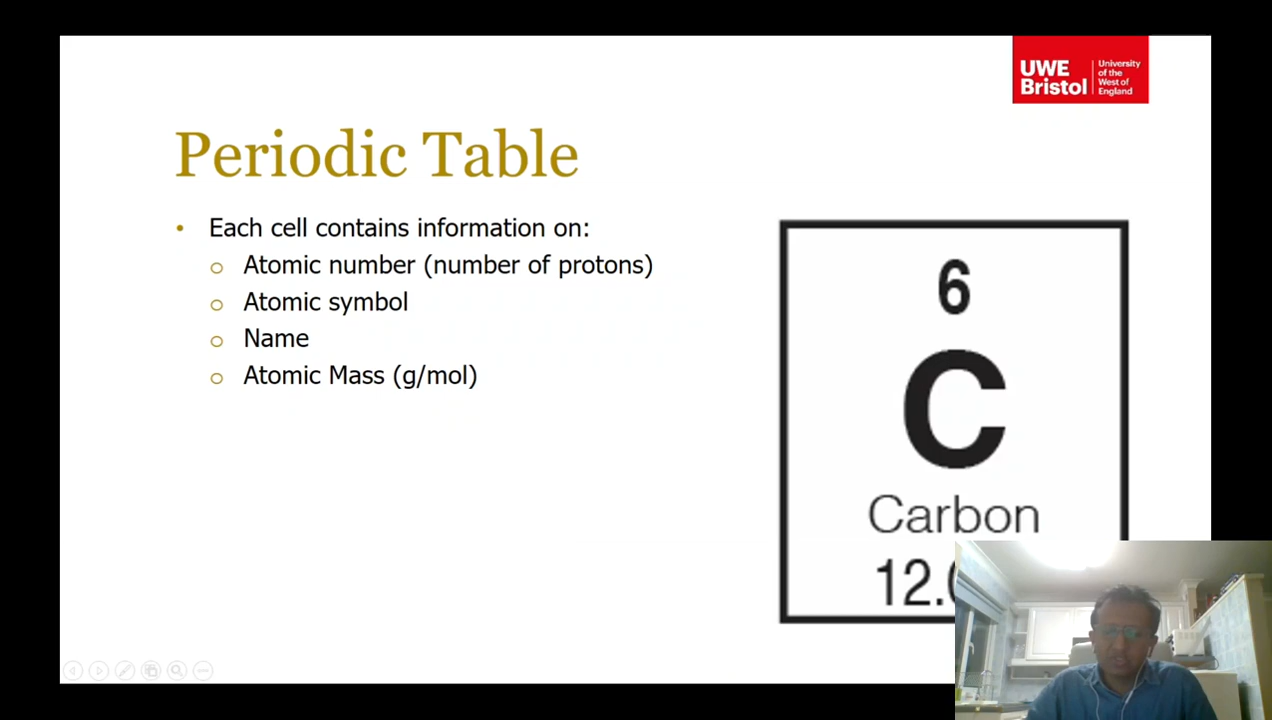 UWE Bristol
University of the West of England
Periodic Table
Each cell contains information on:
Atomic number (number of protons)
Atomic symbol
Name
Atomic Mass (g/mol)
6
C
Carbon